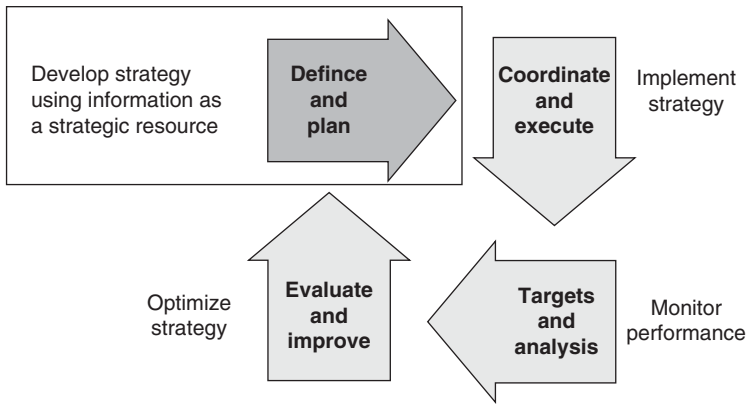 Develop strategy
using information as
a strategic resource
Defince
and
plan
Coordinate
and
execute
Implement
strategy
Targets
and
analysis
Monitor
performance
Evaluate
and
improve
Optimize
strategy